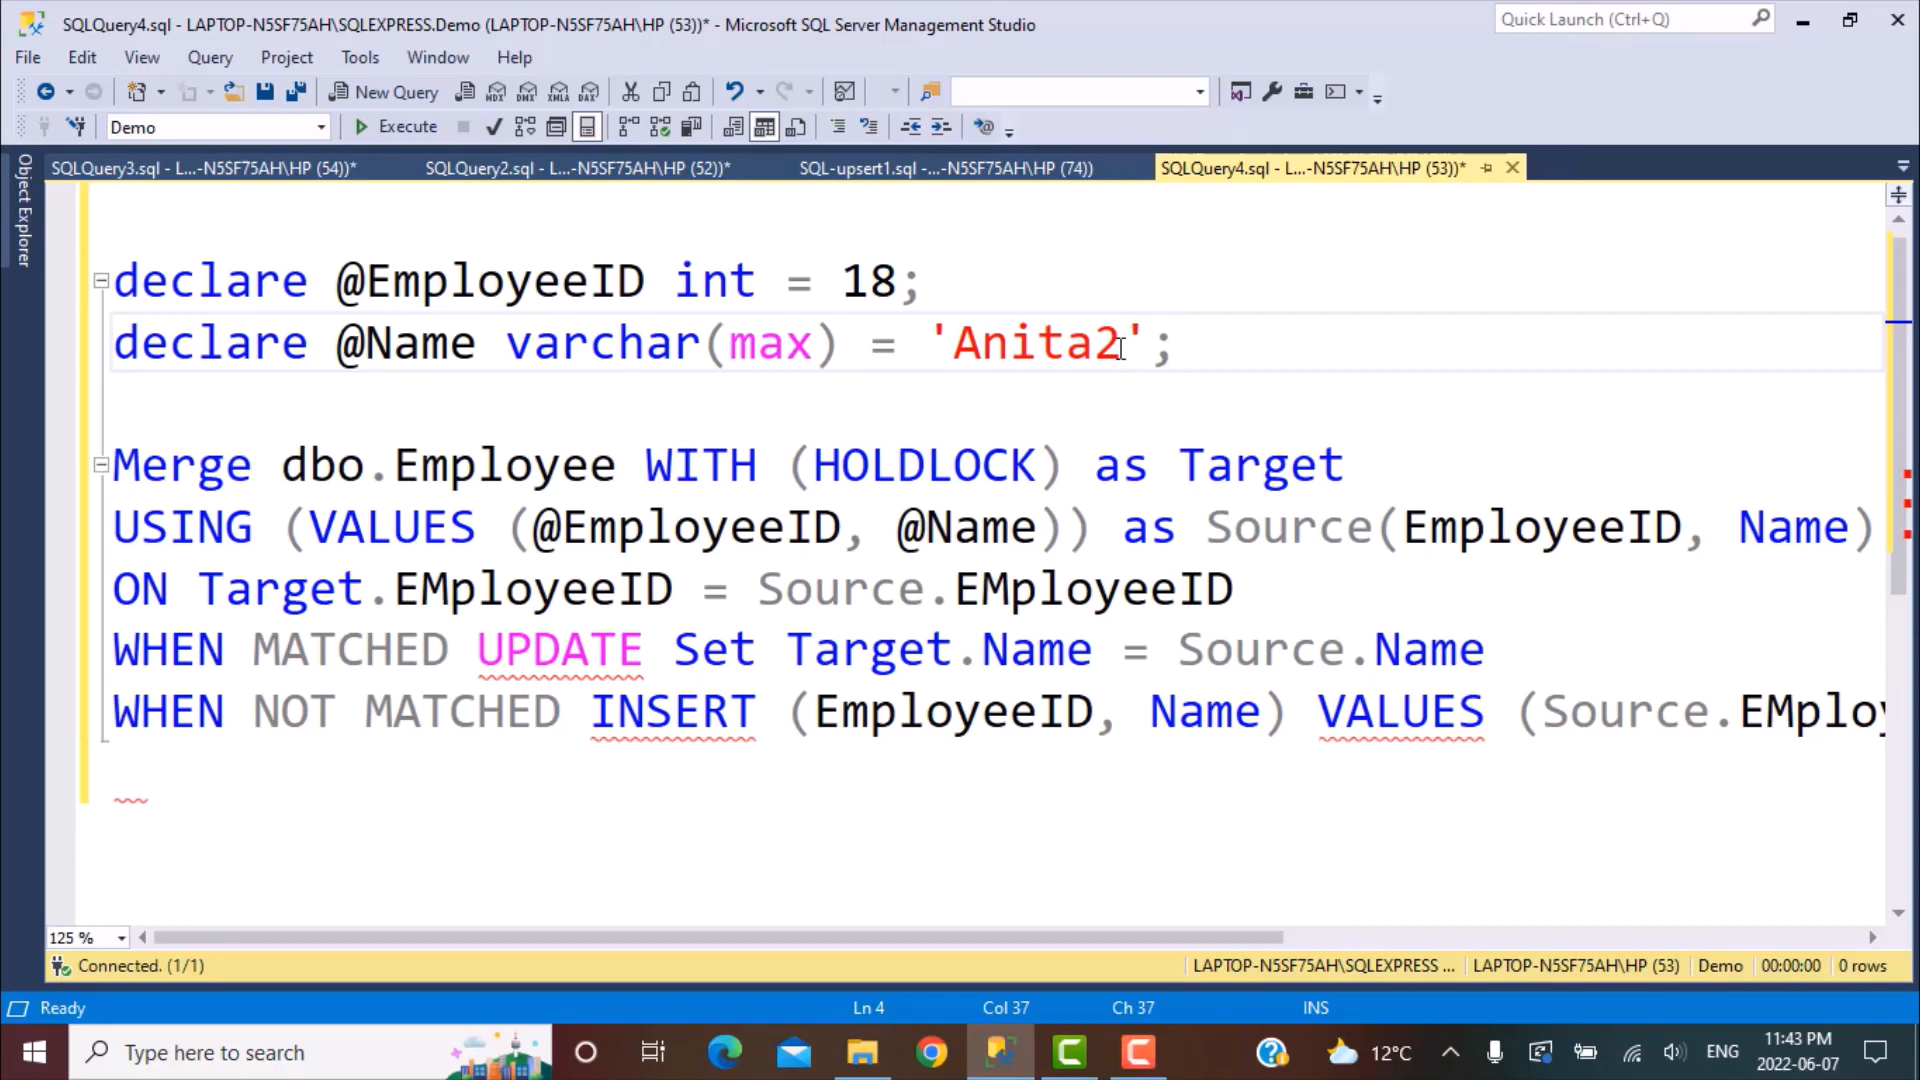 SQLQuery4.sql - LAPTOP-N5SF75AH\SQLEXPRESS.Demo (LAPTOP-N5SF75AH\HP (53))* - Microsoft SQL Server Management Studio
Quick Launch (Ctrl+Q)
File Edit View Query Project Tools Window Help
New Query
MDX DMX XMLA DAX
Demo
Execute
SQLQuery3.sql - L...-N5SF75AH\HP (54))*
SQLQuery2.sql - L...-N5SF75AH\HP (52))*
SQL-upsert1.sql -...-N5SF75AH\HP (74))
SQLQuery4.sql - L...-N5SF75AH\HP (53))*
Object Explorer
declare @EmployeeID int = 18;
declare @Name varchar(max) = 'Anita2';
Merge dbo.Employee WITH (HOLDLOCK) as Target
USING (VALUES (@EmployeeID, @Name)) as Source(EmployeeID, Name)
ON Target.EMployeeID = Source.EMployeeID
WHEN MATCHED UPDATE Set Target.Name = Source.Name
WHEN NOT MATCHED INSERT (EmployeeID, Name) VALUES (Source.EMploy
125 %
Connected. (1/1)
LAPTOP-N5SF75AH\SQLEXPRESS ... LAPTOP-N5SF75AH\HP (53) Demo 00:00:00 0 rows
Ready Ln 4 Col 37 Ch 37 INS
Type here to search
12°C
ENG
11:43 PM
2022-06-07